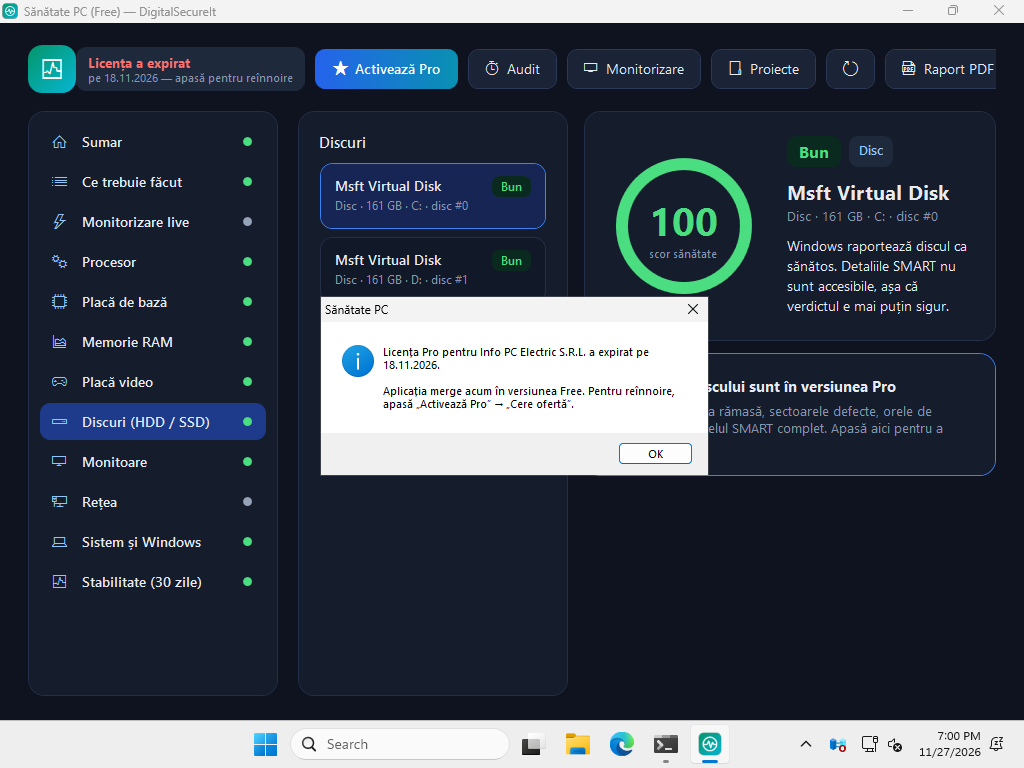 Sănătate PC (Free) — DigitalSecureIt
Licența a expirat
pe 18.11.2026 — apasă pentru reînnoire
Activează Pro
Audit
Monitorizare
Proiecte
Raport PDF
Sumar
Ce trebuie făcut
Monitorizare live
Procesor
Placă de bază
Memorie RAM
Placă video
Discuri (HDD / SSD)
Monitoare
Rețea
Sistem și Windows
Stabilitate (30 zile)
Discuri
Msft Virtual Disk
Bun
Disc · 161 GB · C: · disc #0
Msft Virtual Disk
Bun
Disc · 161 GB · D: · disc #1
100
scor sănătate
Bun
Disc
Msft Virtual Disk
Disc · 161 GB · C: · disc #0
Windows raportează discul ca
sănătos. Detaliile SMART nu
sunt accesibile, așa că
verdictul e mai puțin sigur.
Sănătate PC
Licența Pro pentru Info PC Electric S.R.L. a expirat pe
18.11.2026.
Aplicația merge acum în versiunea Free. Pentru reînnoire,
apasă „Activează Pro” → „Cere ofertă”.
OK
sunt în versiunea Pro
rămasă, sectoarele defecte, orele de
SMART complet. Apasă aici pentru a
Search
7:00 PM
11/27/2026